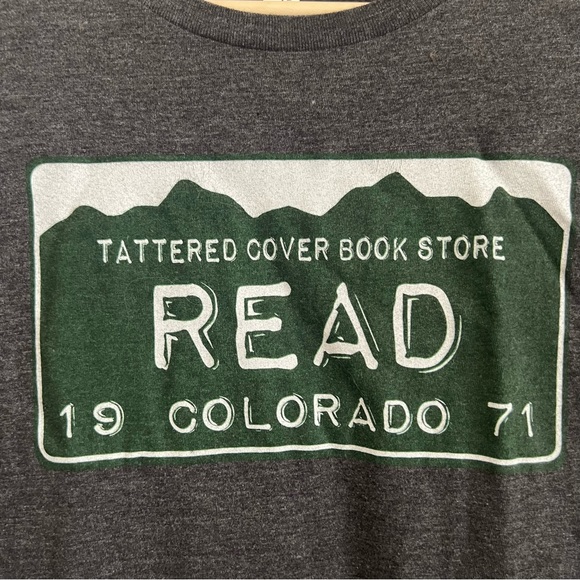 TATTERED COVER BOOK STORE
READ
19 COLORADO 71